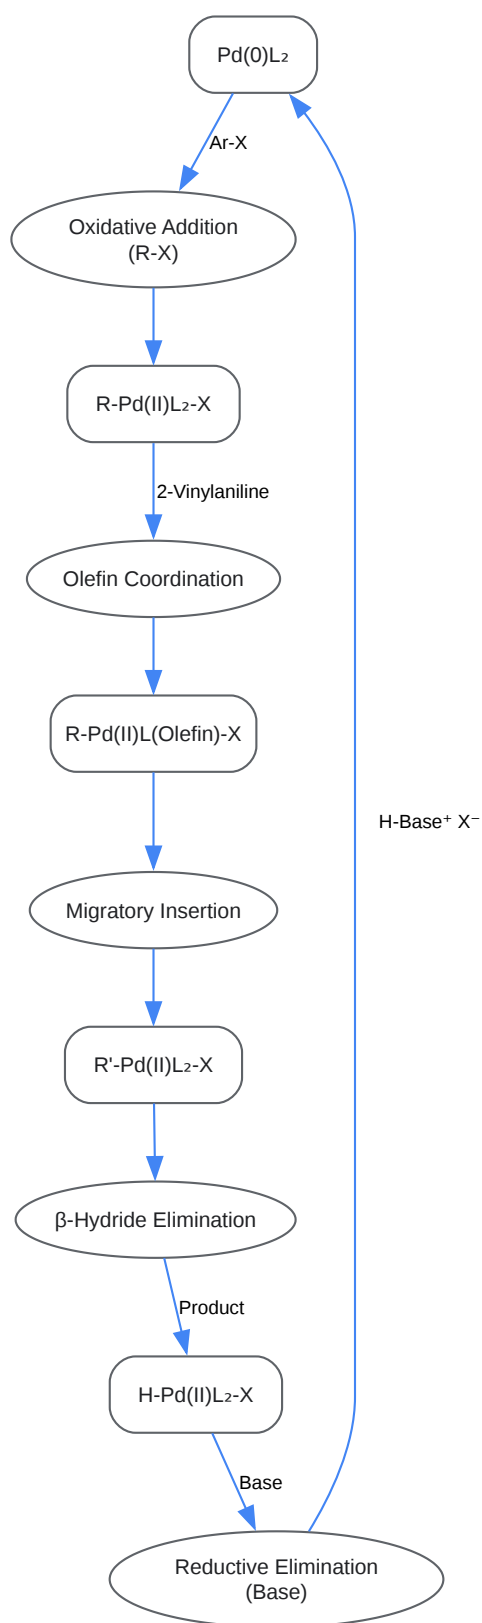 Pd(0)L₂
Ar-X
Oxidative Addition
(R-X)
R-Pd(II)L₂-X
2-Vinylaniline
Olefin Coordination
R-Pd(II)L(Olefin)-X
H-Base⁺ X⁻
Migratory Insertion
R'-Pd(II)L₂-X
β-Hydride Elimination
Product
H-Pd(II)L₂-X
Base
Reductive Elimination
(Base)